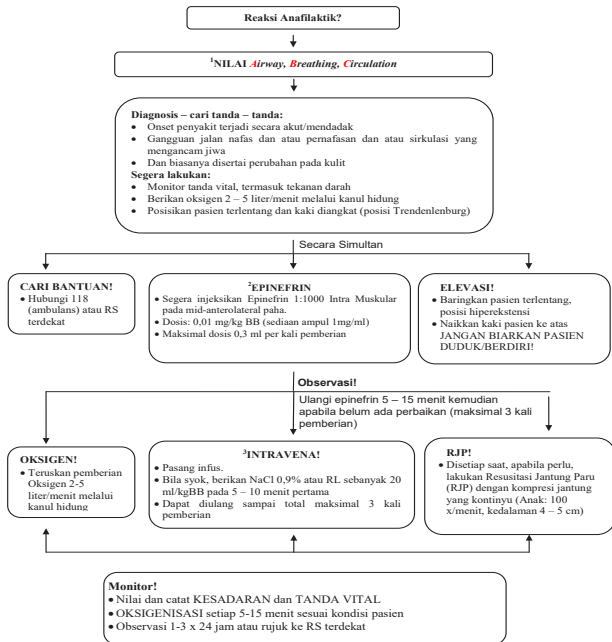 Reaksi Anafilaktik?
¹NILAI Airway, Breathing, Circulation
Diagnosis – cari tanda – tanda:
• Onset penyakit terjadi secara akut/mendadak
• Gangguan jalan nafas dan atau pernafasan dan atau sirkulasi yang
mengancam jiwa
• Dan biasanya disertai perubahan pada kulit
Segera lakukan:
• Monitor tanda vital, termasuk tekanan darah
• Berikan oksigen 2 – 5 liter/menit melalui kanul hidung
• Posisikan pasien terlentang dan kaki diangkat (posisi Trendenlenburg)
Secara Simultan
CARI BANTUAN!
• Hubungi 118
(ambulans) atau RS
terdekat
²EPINEFRIN
• Segera injeksikan Epinefrin 1:1000 Intra Muskular
pada mid-anterolateral paha.
• Dosis: 0,01 mg/kg BB (sediaan ampul 1mg/ml)
• Maksimal dosis 0,3 ml per kali pemberian
ELEVASI!
• Baringkan pasien terlentang,
posisi hiperekstensi
• Naikkan kaki pasien ke atas
JANGAN BIARKAN PASIEN
DUDUK/BERDIRI!
Observasi!
Ulangi epinefrin 5 – 15 menit kemudian
apabila belum ada perbaikan (maksimal 3 kali
pemberian)
OKSIGEN!
• Teruskan pemberian
Oksigen 2-5
liter/menit melalui
kanul hidung
³INTRAVENA!
• Pasang infus.
• Bila syok, berikan NaCl 0,9% atau RL sebanyak 20
ml/kgBB pada 5 – 10 menit pertama
• Dapat diulang sampai total maksimal 3 kali
pemberian
RJP!
• Disetiap saat, apabila perlu,
lakukan Resusitasi Jantung Paru
(RJP) dengan kompresi jantung
yang kontinyu (Anak: 100
x/menit, kedalaman 4 – 5 cm)
Monitor!
• Nilai dan catat KESADARAN dan TANDA VITAL
• OKSIGENISASI setiap 5-15 menit sesuai kondisi pasien
• Observasi 1-3 x 24 jam atau rujuk ke RS terdekat